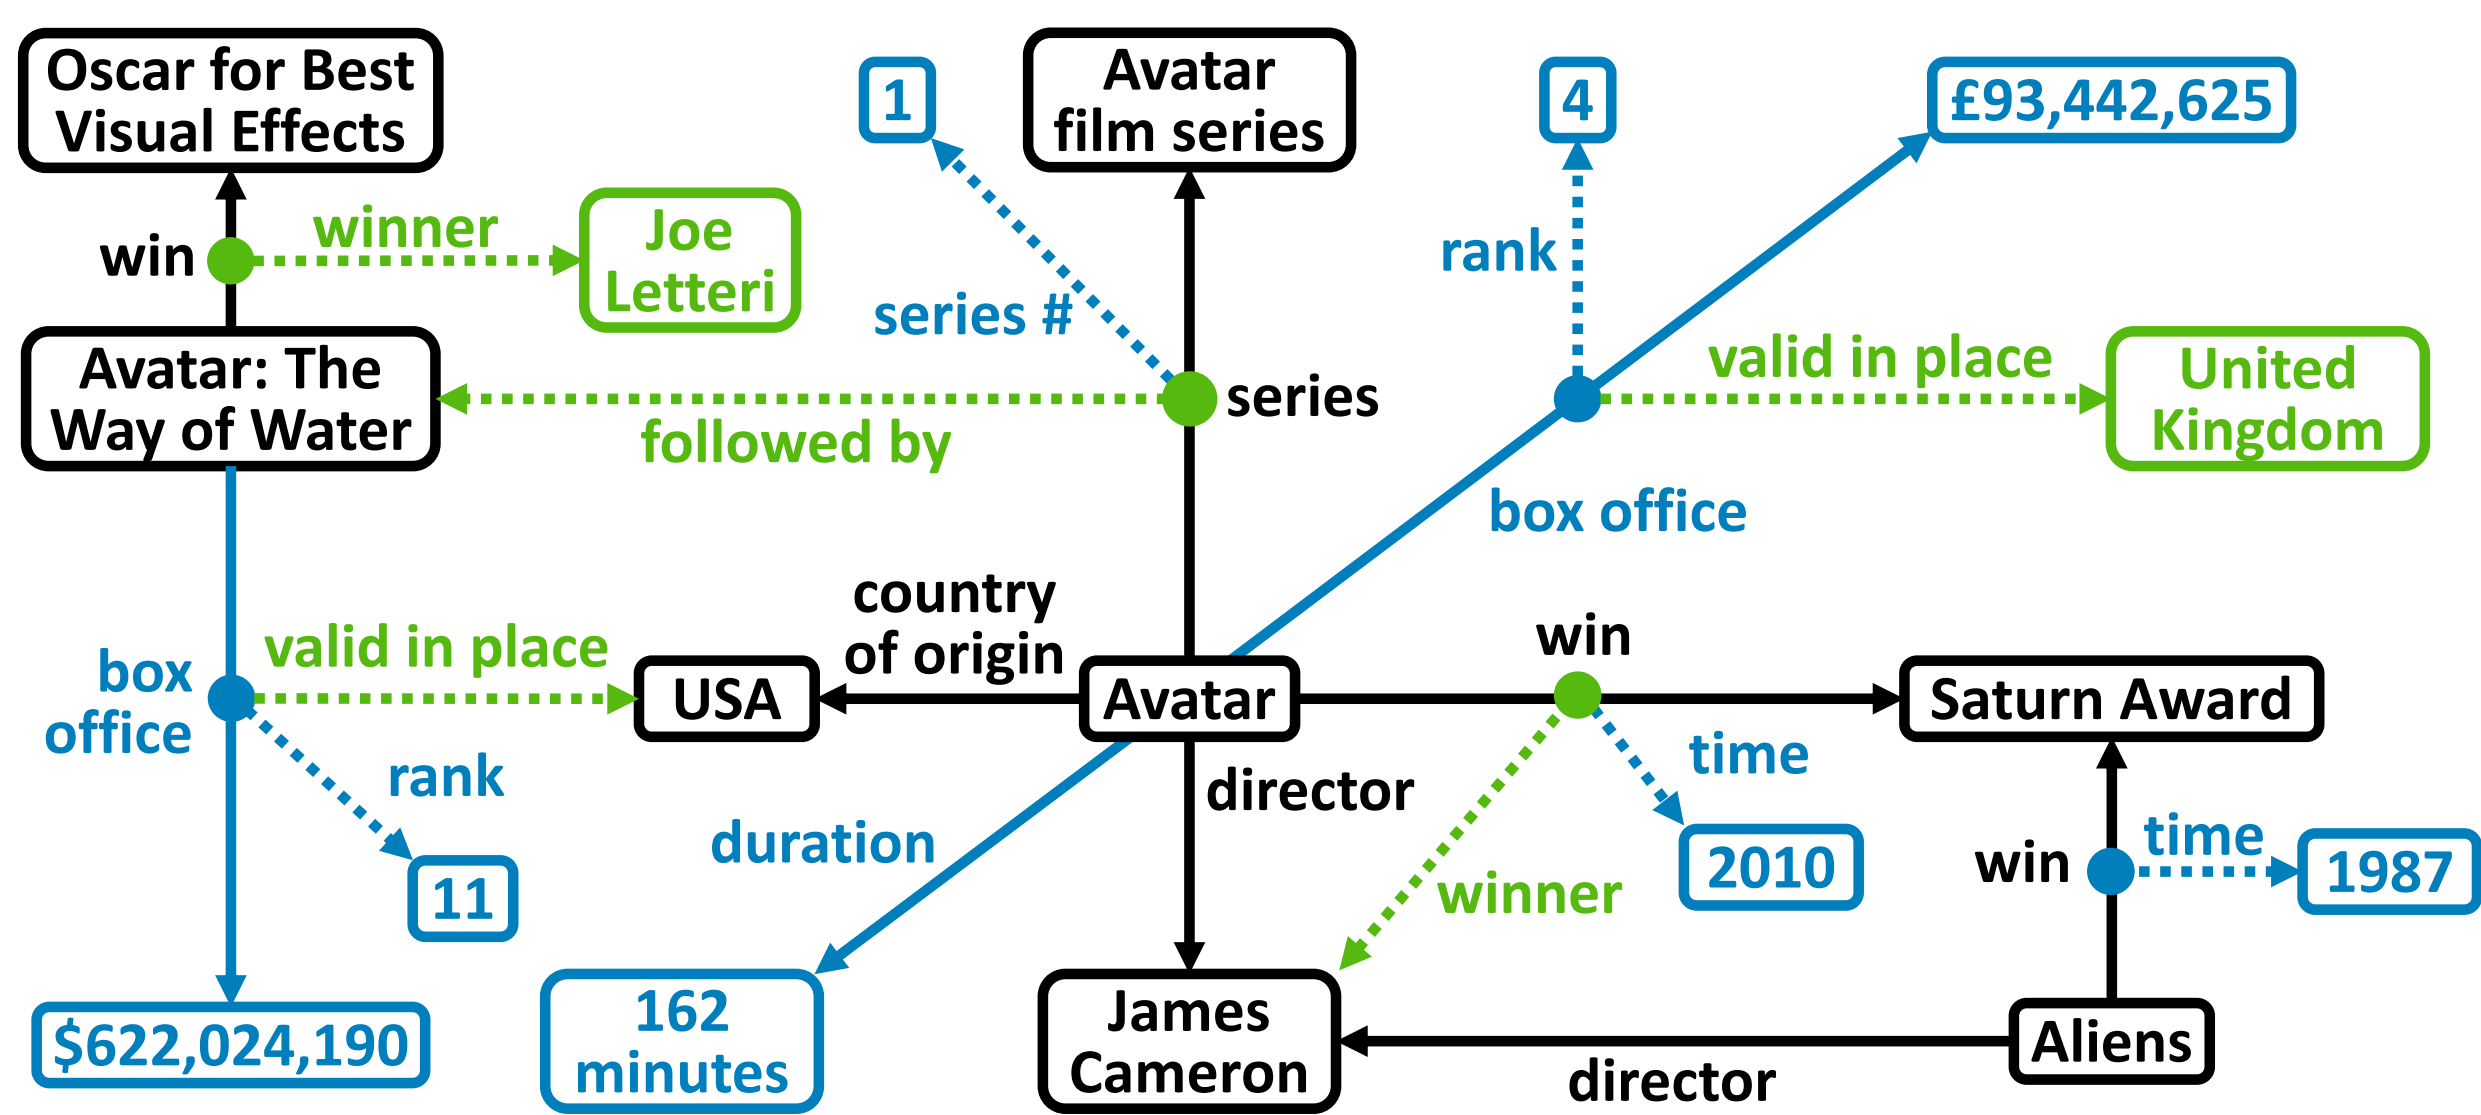 Oscar for Best
Visual Effects
1
Avatar
film series
4
£93,442,625
winner
Joe
Letteri
win
series #
rank
valid in place
United
Kingdom
Avatar: The
Way of Water
series
followed by
box office
country
of origin
win
valid in place
box
office
USA
Avatar
Saturn Award
rank
director
time
duration
11
winner
2010
win
time
1987
$622,024,190
162
minutes
James
Cameron
Aliens
director